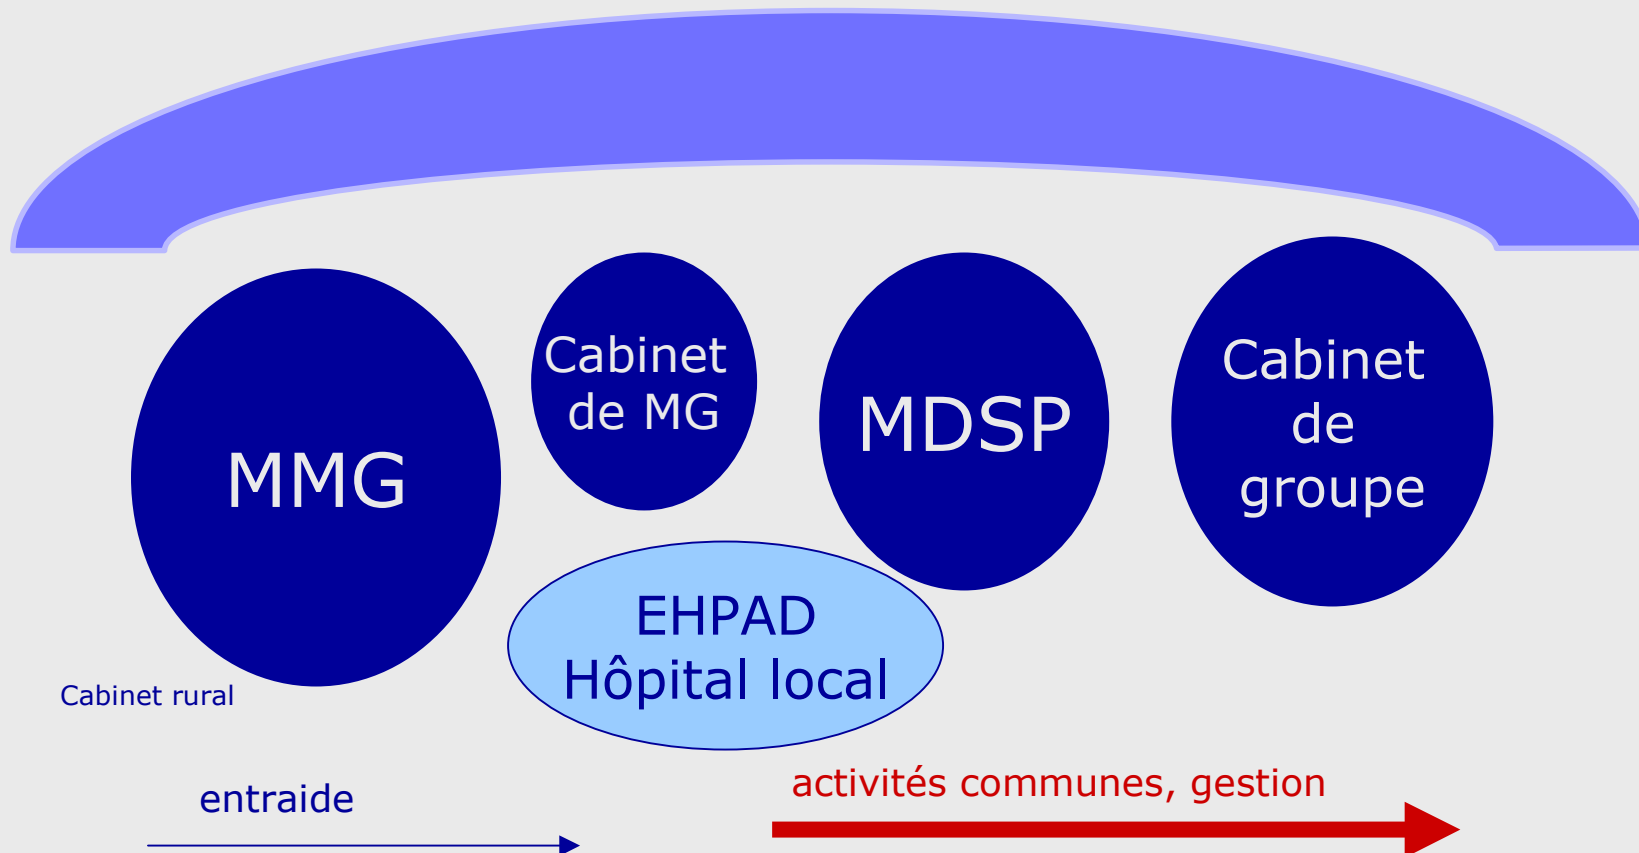 MMG
Cabinet
de MG
MDSP
Cabinet
de
groupe
EHPAD
Hôpital local
Cabinet rural
entraide
activités communes, gestion